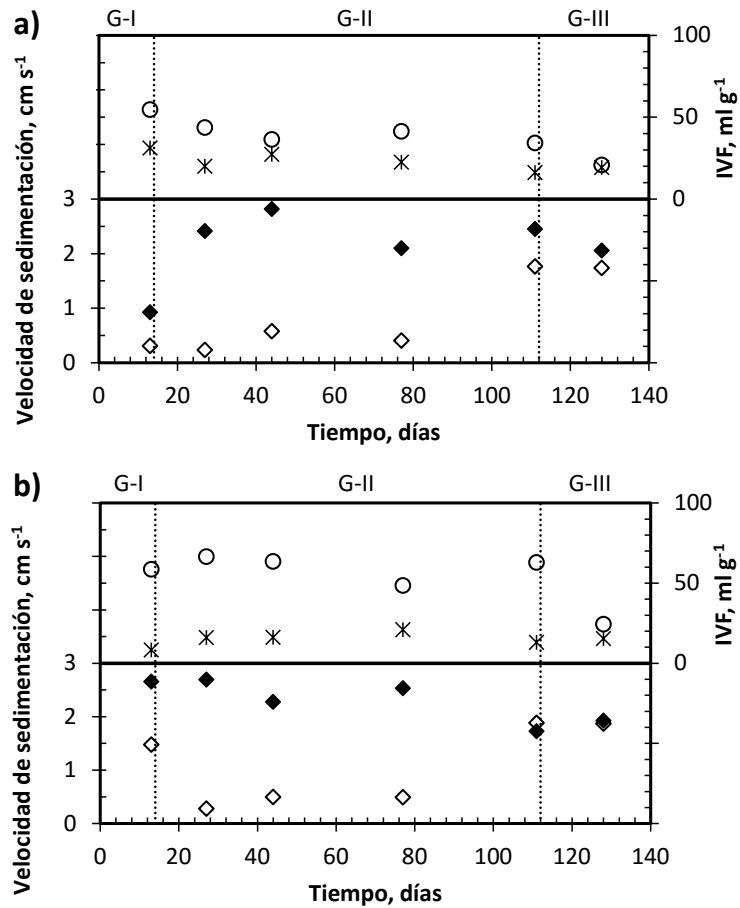 a)
G-I G-II G-III
Velocidad de sedimentación, cm s-1
3
2
1
0
100
50
0
IVF, ml g-1
0 20 40 60 80 100 120 140
Tiempo, días
b)
G-I G-II G-III
Velocidad de sedimentación, cm s-1
3
2
1
0
100
50
0
IVF, ml g-1
0 20 40 60 80 100 120 140
Tiempo, días